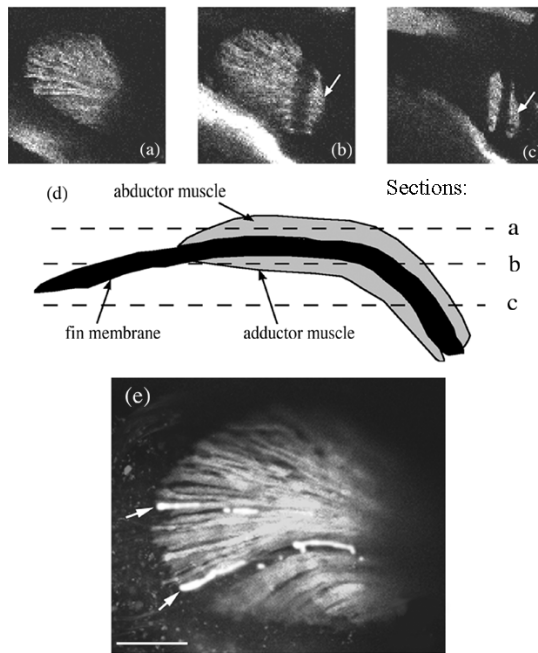 (a)
(b)
(c)
(d)
Sections:
abductor muscle
a
b
c
fin membrane
adductor muscle
(e)